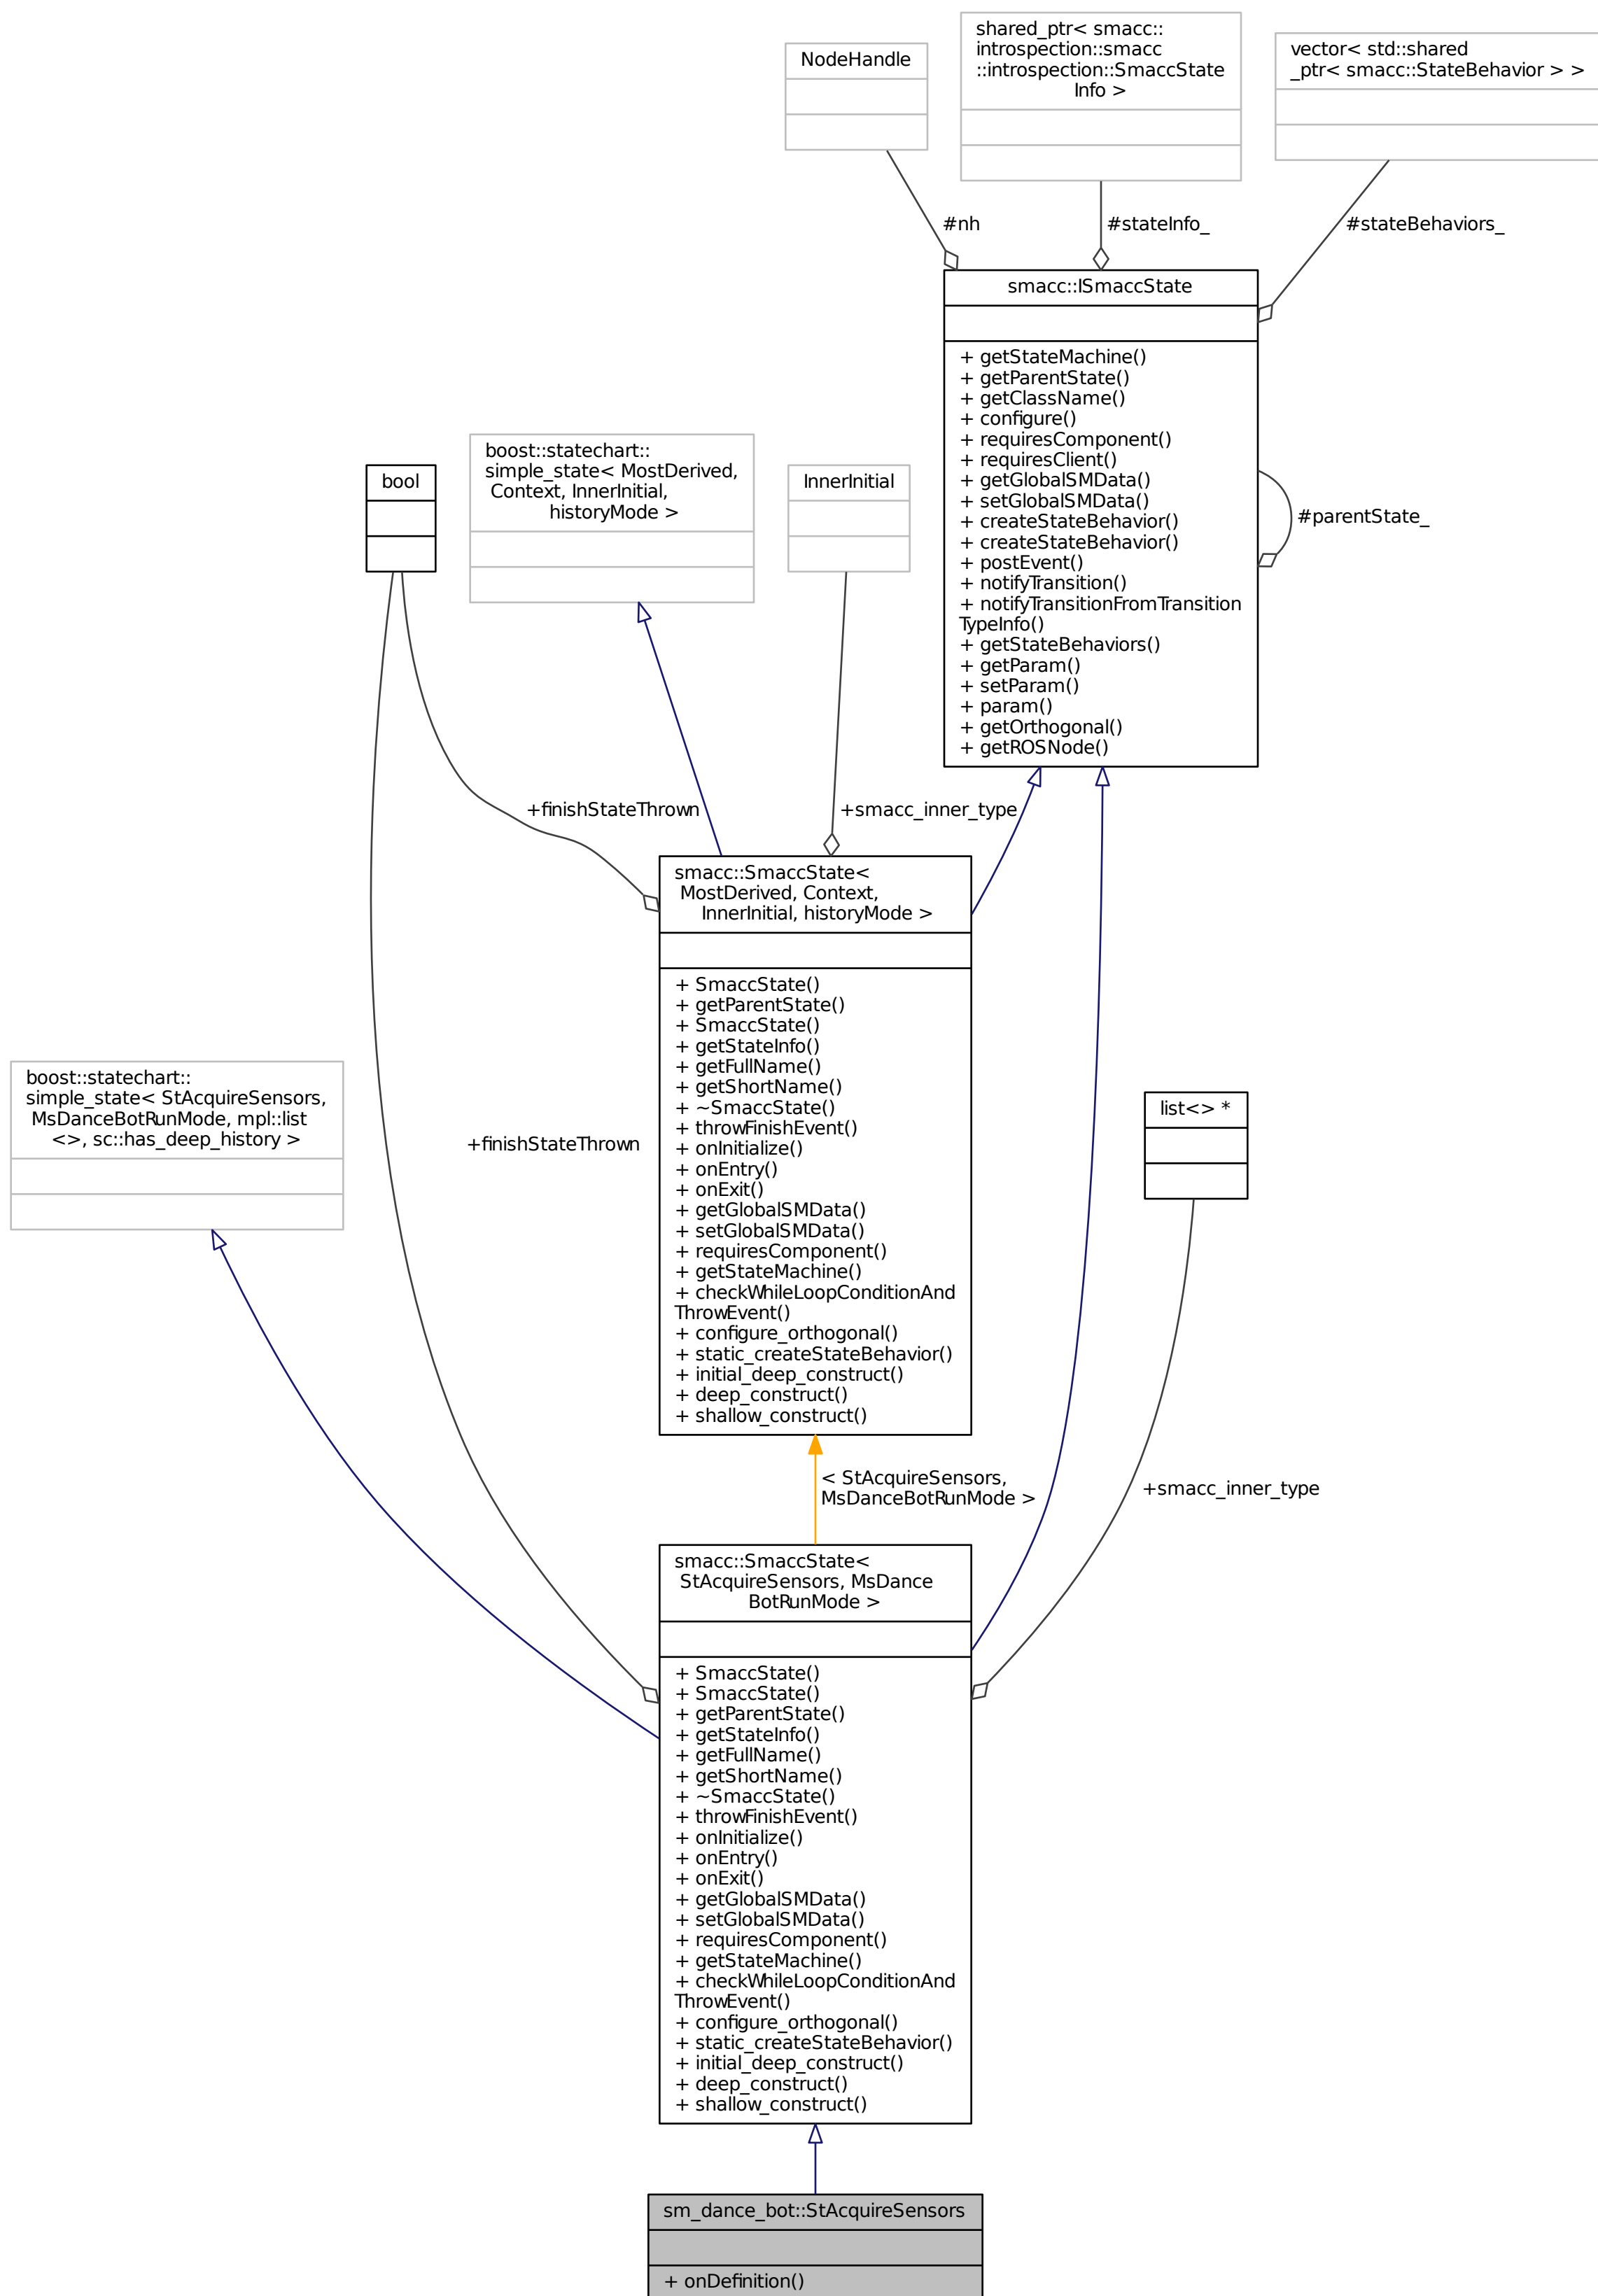 NodeHandle
shared_ptr< smacc::
introspection::smacc
::introspection::SmaccState
Info >
vector< std::shared
_ptr< smacc::StateBehavior > >
#nh
#stateInfo_
#stateBehaviors_
smacc::ISmaccState
+ getStateMachine()
+ getParentState()
+ getClassName()
+ configure()
+ requiresComponent()
+ requiresClient()
+ getGlobalSMData()
+ setGlobalSMData()
+ createStateBehavior()
+ createStateBehavior()
+ postEvent()
+ notifyTransition()
+ notifyTransitionFromTransition
TypeInfo()
+ getStateBehaviors()
+ getParam()
+ setParam()
+ param()
+ getOrthogonal()
+ getROSNode()
#parentState_
bool
boost::statechart::
simple_state< MostDerived,
Context, InnerInitial,
historyMode >
InnerInitial
+finishStateThrown
+smacc_inner_type
smacc::SmaccState<
MostDerived, Context,
InnerInitial, historyMode >
+ SmaccState()
+ getParentState()
+ SmaccState()
+ getStateInfo()
+ getFullName()
+ getShortName()
+ ~SmaccState()
+ throwFinishEvent()
+ onInitialize()
+ onEntry()
+ onExit()
+ getGlobalSMData()
+ setGlobalSMData()
+ requiresComponent()
+ getStateMachine()
+ checkWhileLoopConditionAnd
ThrowEvent()
+ configure_orthogonal()
+ static_createStateBehavior()
+ initial_deep_construct()
+ deep_construct()
+ shallow_construct()
boost::statechart::
simple_state< StAcquireSensors,
MsDanceBotRunMode, mpl::list
<>, sc::has_deep_history >
+finishStateThrown
list<> *
< StAcquireSensors,
MsDanceBotRunMode >
+smacc_inner_type
smacc::SmaccState<
StAcquireSensors, MsDance
BotRunMode >
+ SmaccState()
+ SmaccState()
+ getParentState()
+ getStateInfo()
+ getFullName()
+ getShortName()
+ ~SmaccState()
+ throwFinishEvent()
+ onInitialize()
+ onEntry()
+ onExit()
+ getGlobalSMData()
+ setGlobalSMData()
+ requiresComponent()
+ getStateMachine()
+ checkWhileLoopConditionAnd
ThrowEvent()
+ configure_orthogonal()
+ static_createStateBehavior()
+ initial_deep_construct()
+ deep_construct()
+ shallow_construct()
sm_dance_bot::StAcquireSensors
+ onDefinition()